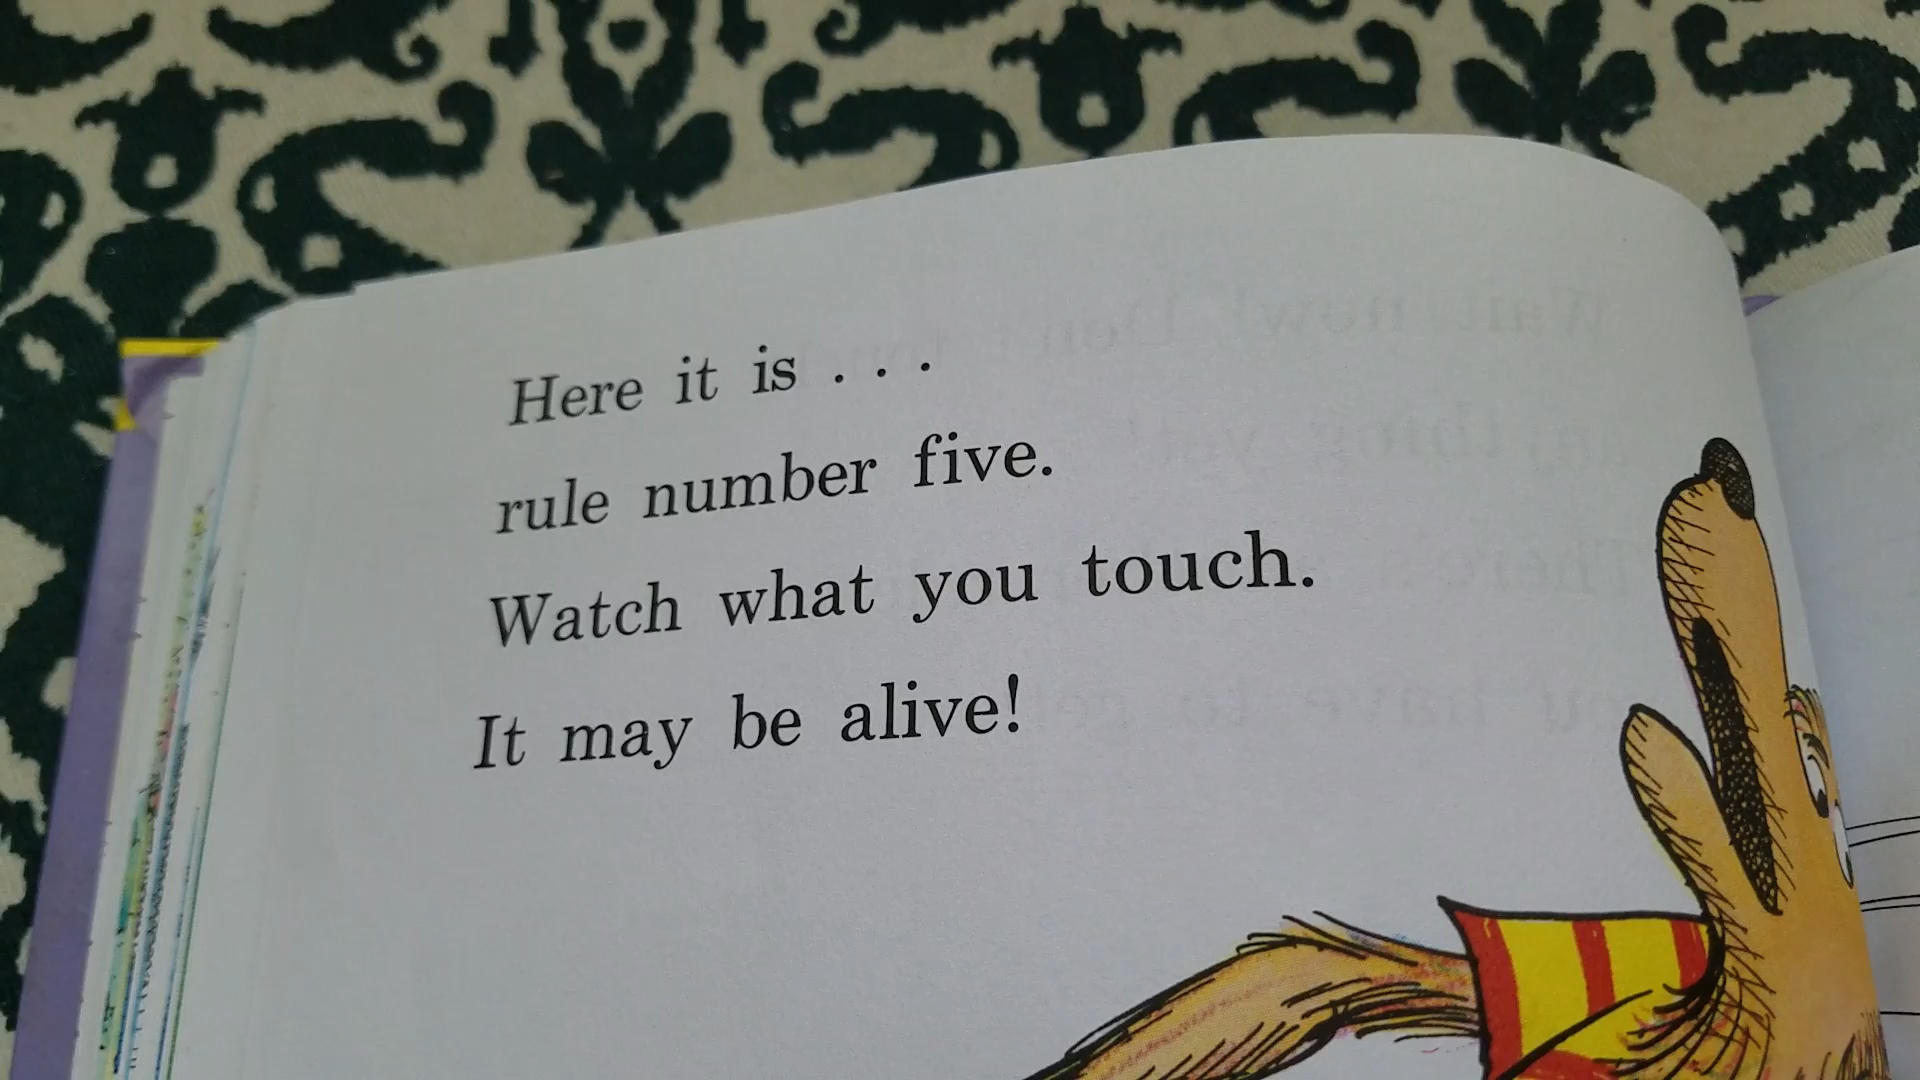 Here it is . . .
rule number five.
Watch what you touch.
It may be alive!